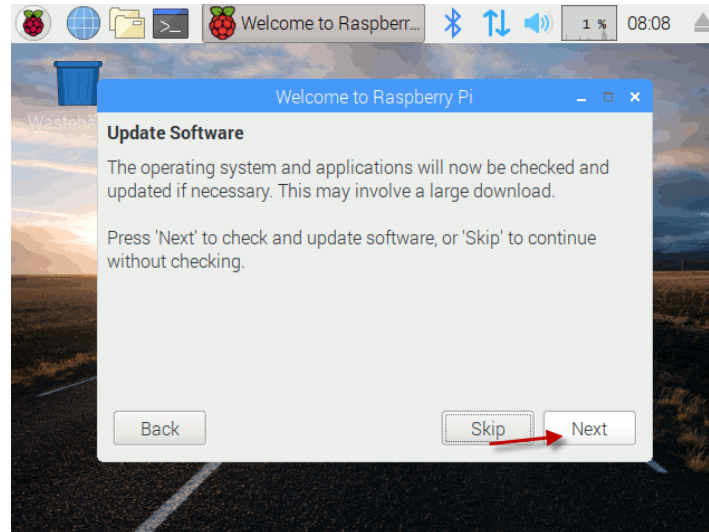 Welcome to Raspberr...
1 %
08:08
Wasteba
Welcome to Raspberry Pi
Update Software
The operating system and applications will now be checked and
updated if necessary. This may involve a large download.
Press 'Next' to check and update software, or 'Skip' to continue
without checking.
Back
Skip
Next